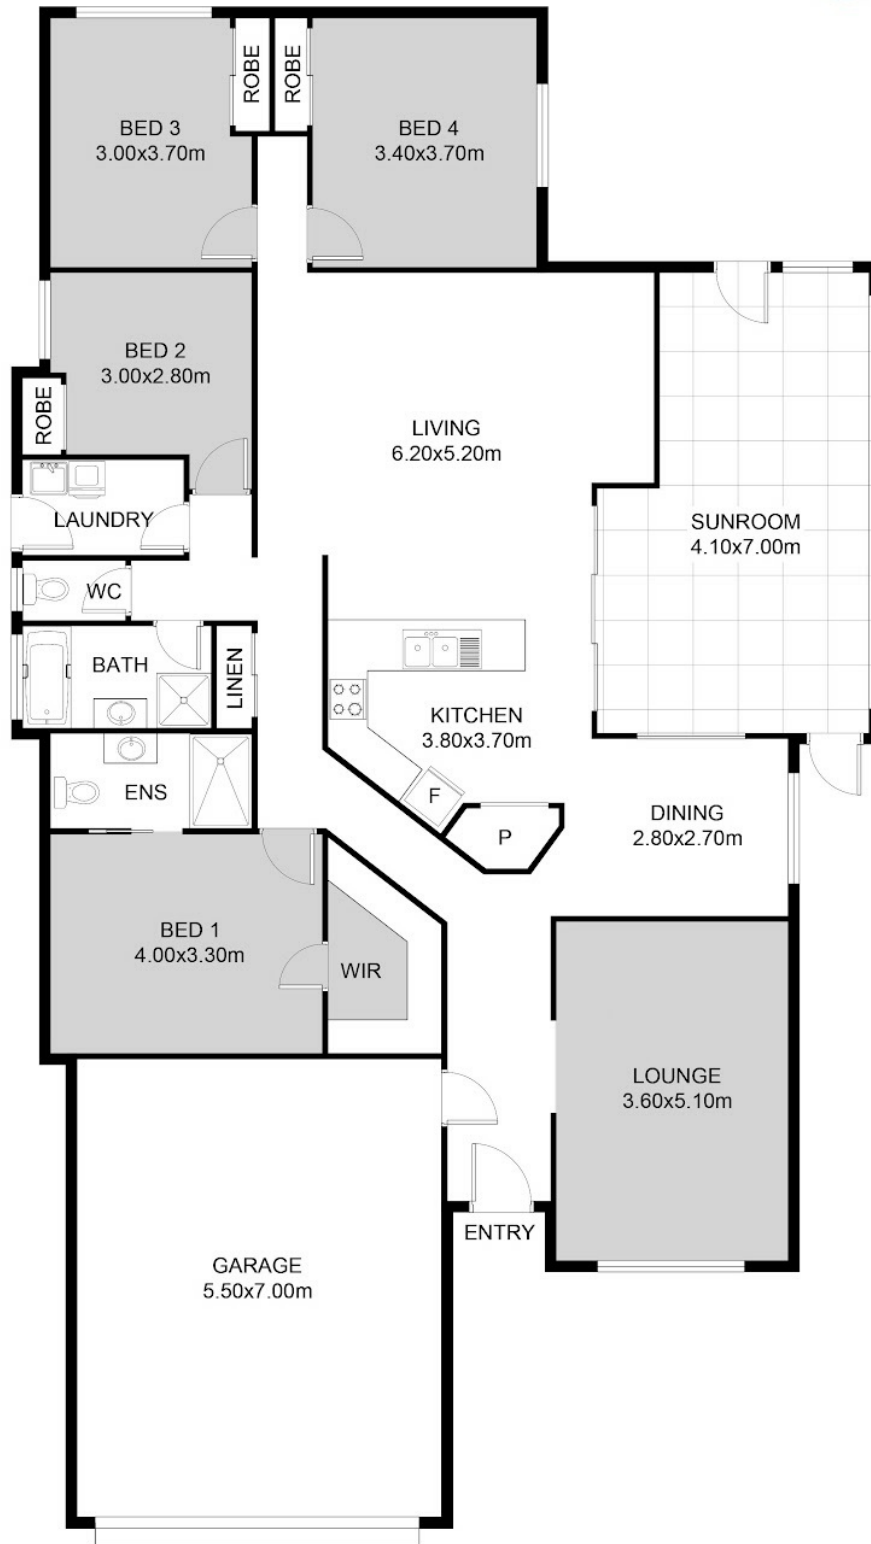 BED 3
3.00x3.70m
ROBE
ROBE
BED 4
3.40x3.70m
BED 2
3.00x2.80m
ROBE
LIVING
6.20x5.20m
LAUNDRY
SUNROOM
4.10x7.00m
WC
BATH
LINEN
KITCHEN
3.80x3.70m
ENS
F
P
DINING
2.80x2.70m
BED 1
4.00x3.30m
WIR
LOUNGE
3.60x5.10m
ENTRY
GARAGE
5.50x7.00m